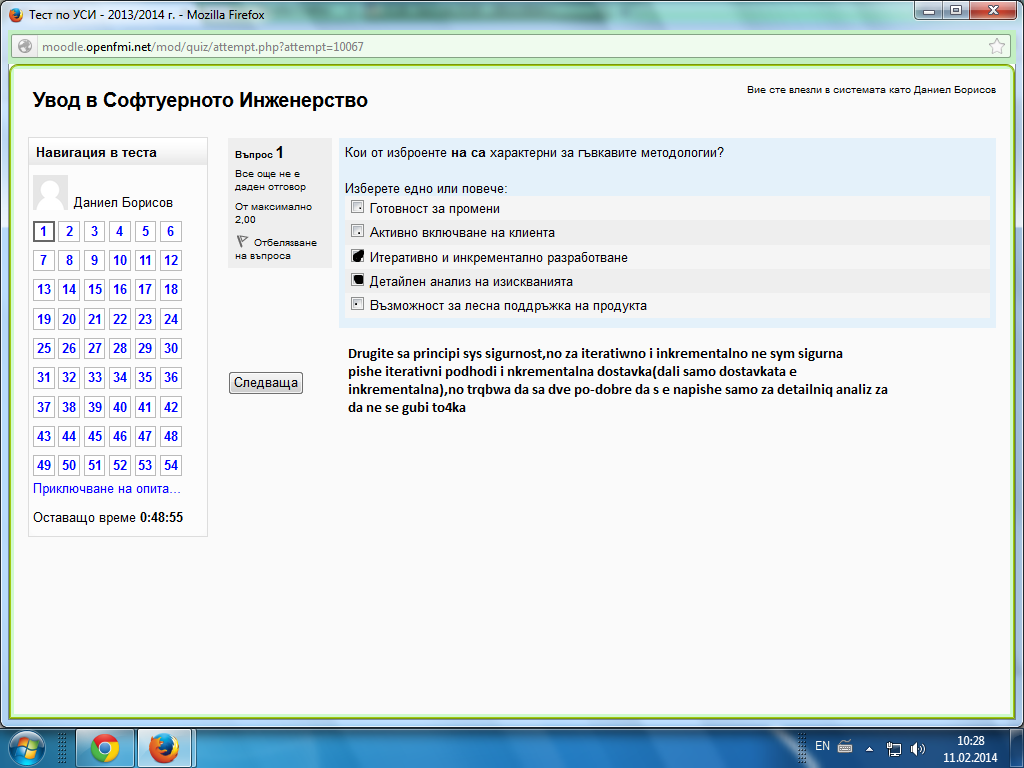 Тест по УСИ - 2013/2014 г. - Mozilla Firefox
moodle.openfmi.net/mod/quiz/attempt.php?attempt=10067
Увод в Софтуерното Инженерство
Вие сте влезли в системата като Даниел Борисов
Навигация в теста
Даниел Борисов
1 2 3 4 5 6
7 8 9 10 11 12
13 14 15 16 17 18
19 20 21 22 23 24
25 26 27 28 29 30
31 32 33 34 35 36
37 38 39 40 41 42
43 44 45 46 47 48
49 50 51 52 53 54
Приключване на опита...
Оставащо време 0:48:55
Въпрос 1
Все още не е
даден отговор
От максимално
2,00
Отбелязване
на въпроса
Кои от изброенте на са характерни за гъвкавите методологии?
Изберете едно или повече:
Готовност за промени
Активно включване на клиента
Итеративно и инкрементално разработване
Детайлен анализ на изискванията
Възможност за лесна поддръжка на продукта
Drugite sa principi sys sigurnost,no za iteratiwno i inkrementalno ne sym sigurna
pishe iterativni podhodi i nkrementalna dostavka(dali samo dostavkata e
inkrementalna),no trqbwa da sa dve po-dobre da s e napishe samo za detailniq analiz za
da ne se gubi to4ka
Следваща
EN
10:28
11.02.2014